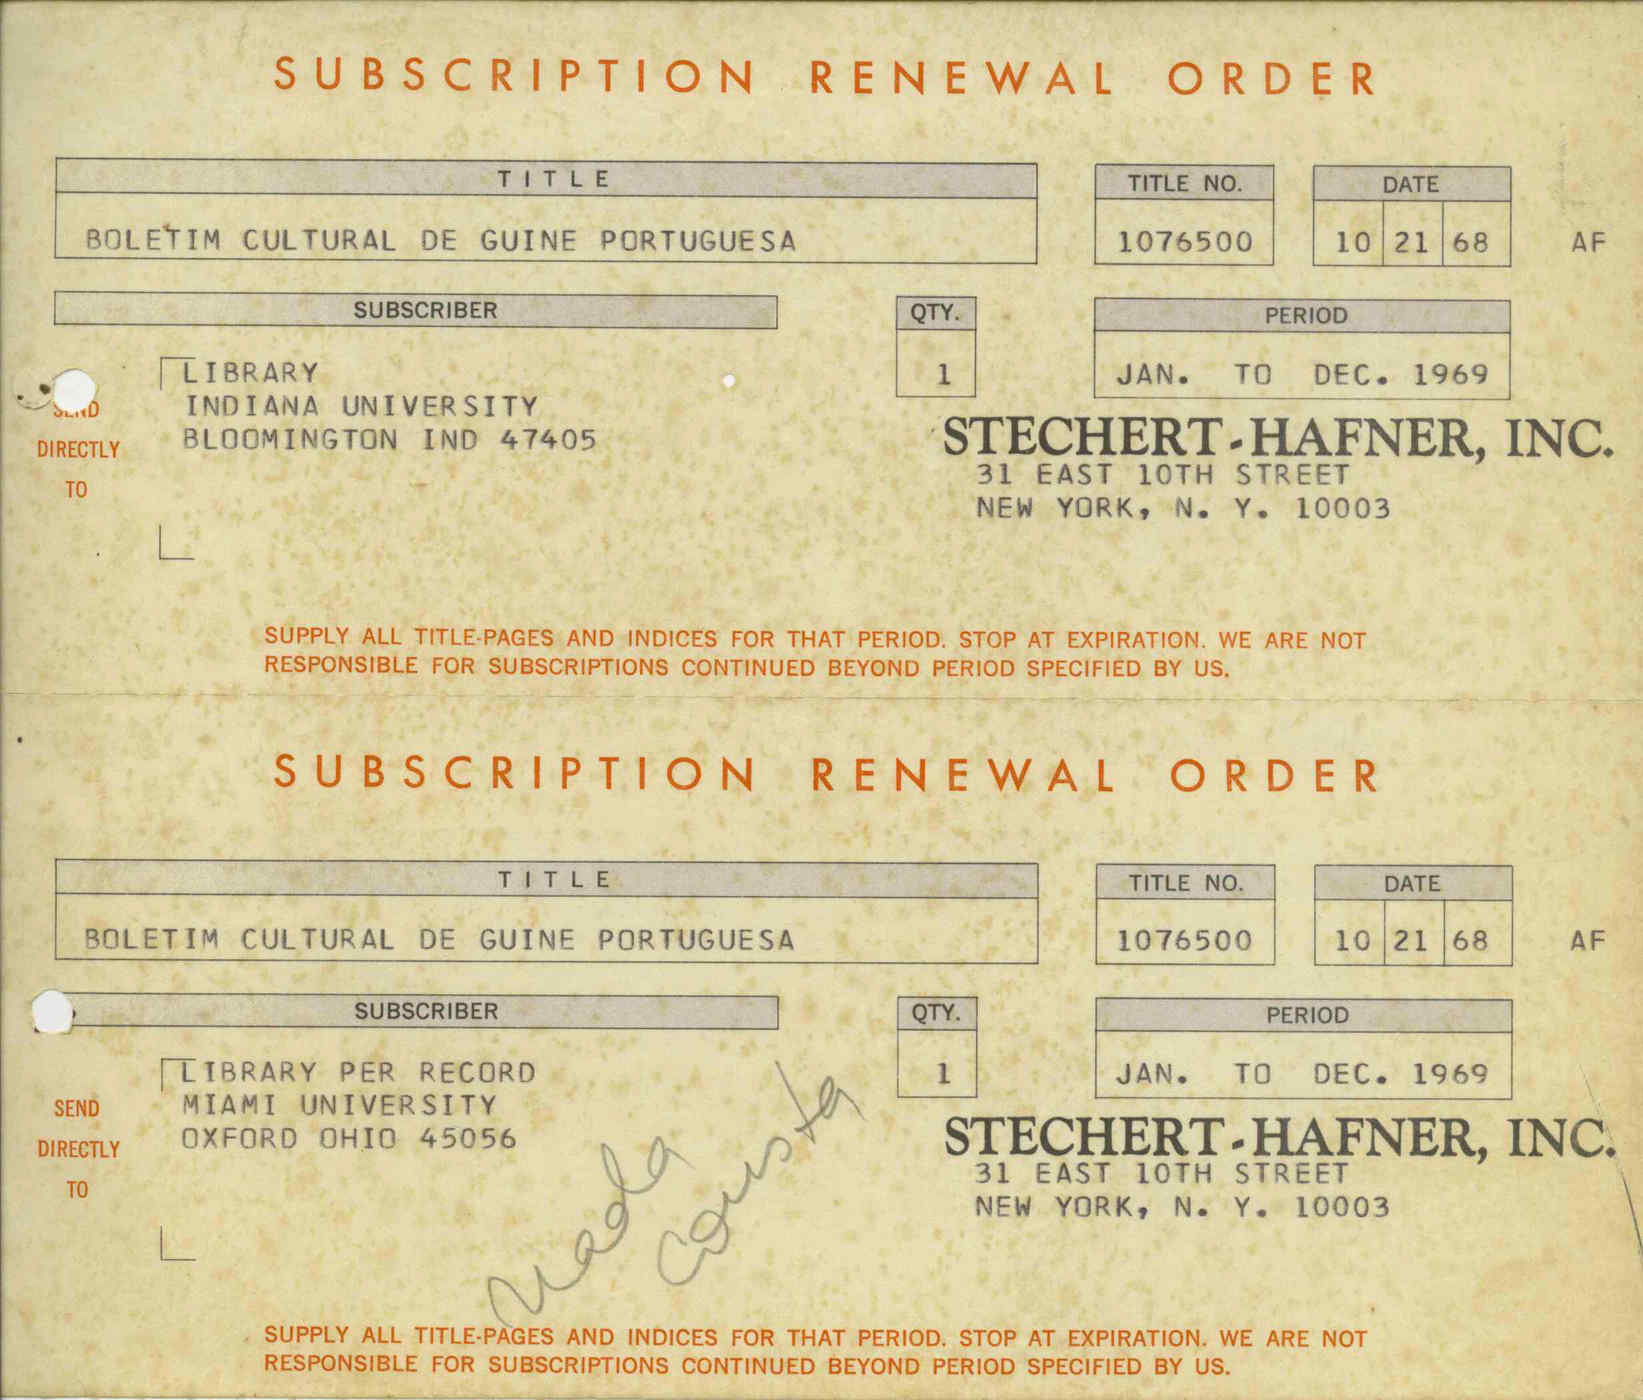 SUBSCRIPTION RENEWAL ORDER
TITLE
BOLETIM CULTURAL DE GUINE PORTUGUESA
TITLE NO.
1076500
DATE
10 21 68
AF
SUBSCRIBER
LIBRARY
INDIANA UNIVERSITY
BLOOMINGTON IND 47405
SEND
DIRECTLY
TO
QTY.
1
PERIOD
JAN. TO DEC. 1969
STECHERT-HAFNER, INC.
31 EAST 10TH STREET
NEW YORK, N. Y. 10003
SUPPLY ALL TITLE-PAGES AND INDICES FOR THAT PERIOD. STOP AT EXPIRATION. WE ARE NOT
RESPONSIBLE FOR SUBSCRIPTIONS CONTINUED BEYOND PERIOD SPECIFIED BY US.
SUBSCRIPTION RENEWAL ORDER
TITLE
BOLETIM CULTURAL DE GUINE PORTUGUESA
TITLE NO.
1076500
DATE
10 21 68
AF
SUBSCRIBER
LIBRARY PER RECORD
MIAMI UNIVERSITY
OXFORD OHIO 45056
SEND
DIRECTLY
TO
QTY.
1
PERIOD
JAN. TO DEC. 1969
STECHERT-HAFNER, INC.
31 EAST 10TH STREET
NEW YORK, N. Y. 10003
nada
consta
SUPPLY ALL TITLE-PAGES AND INDICES FOR THAT PERIOD. STOP AT EXPIRATION. WE ARE NOT
RESPONSIBLE FOR SUBSCRIPTIONS CONTINUED BEYOND PERIOD SPECIFIED BY US.